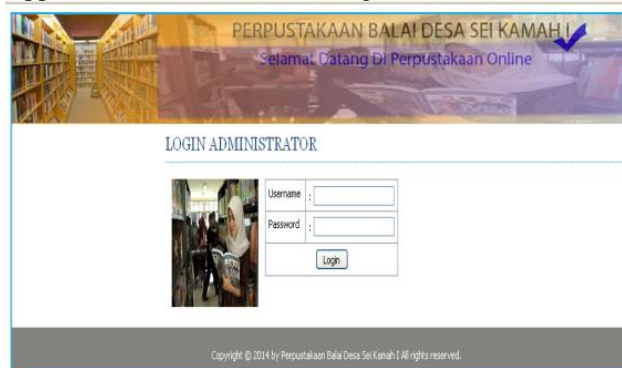 PERPUSTAKAAN BALAI DESA SEI KAMAH I
Selamat Datang Di Perpustakaan Online
LOGIN ADMINISTRATOR
Username :
Password :
Login
Copyright © 2014 by Perpustakaan Balai Desa Sei Kamah I All rights reserved.